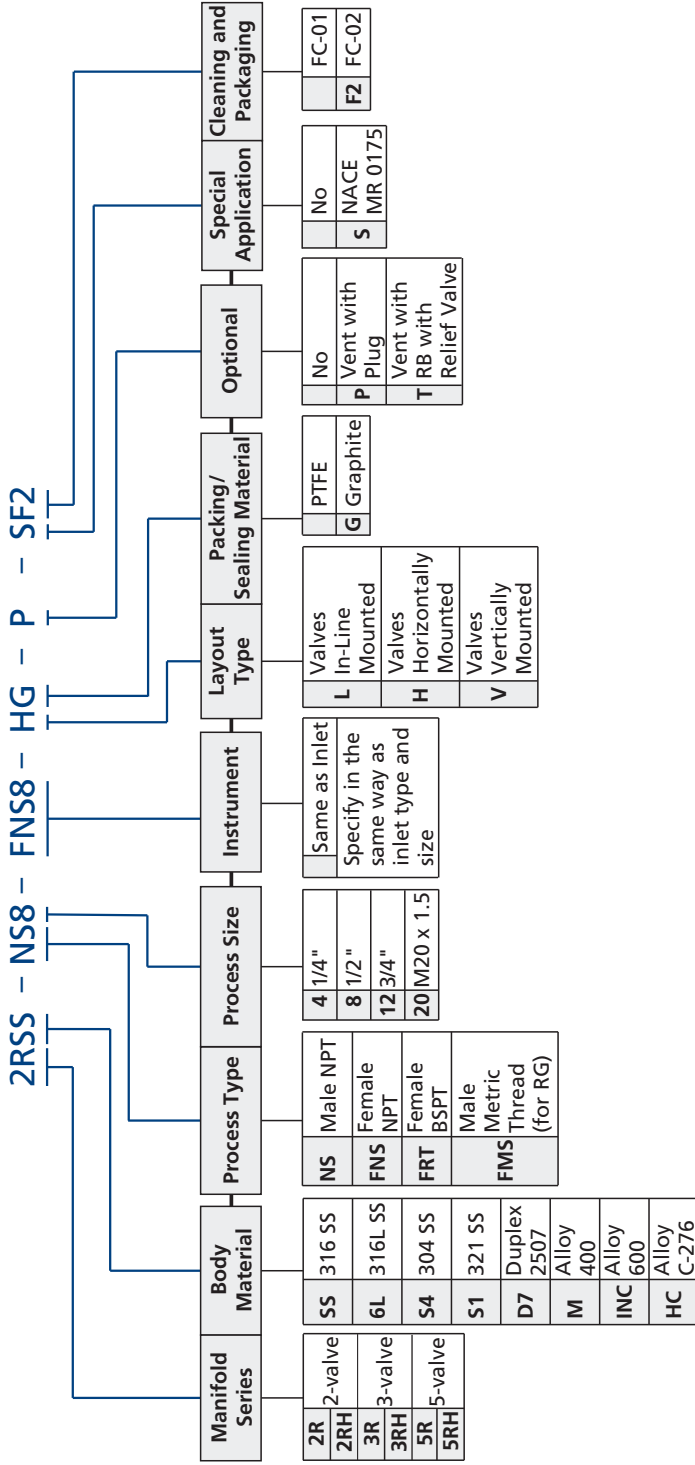 2RSS – NS8 – FNS8 – HG – P – SF2
Manifold
Series
2R
2RH
2-valve
3R
3RH
3-valve
5R
5RH
5-valve
Body
Material
SS 316 SS
6L 316L SS
S4 304 SS
S1 321 SS
D7 Duplex
2507
M Alloy
400
INC Alloy
600
HC Alloy
C-276
Process Type
NS Male NPT
FNS Female
NPT
FRT Female
BSPT
FMS Male
Metric
Thread
(for RG)
Process Size
4 1/4"
8 1/2"
12 3/4"
20 M20 x 1.5
Instrument
Same as Inlet
Specify in the
same way as
inlet type and
size
Layout
Type
L Valves
In-Line
Mounted
H Valves
Horizontally
Mounted
V Valves
Vertically
Mounted
Packing/
Sealing Material
PTFE
G Graphite
Optional
No
P Vent with
Plug
T Vent with
RB with
Relief Valve
Special
Application
No
S NACE
MR 0175
Cleaning and
Packaging
FC-01
F2 FC-02